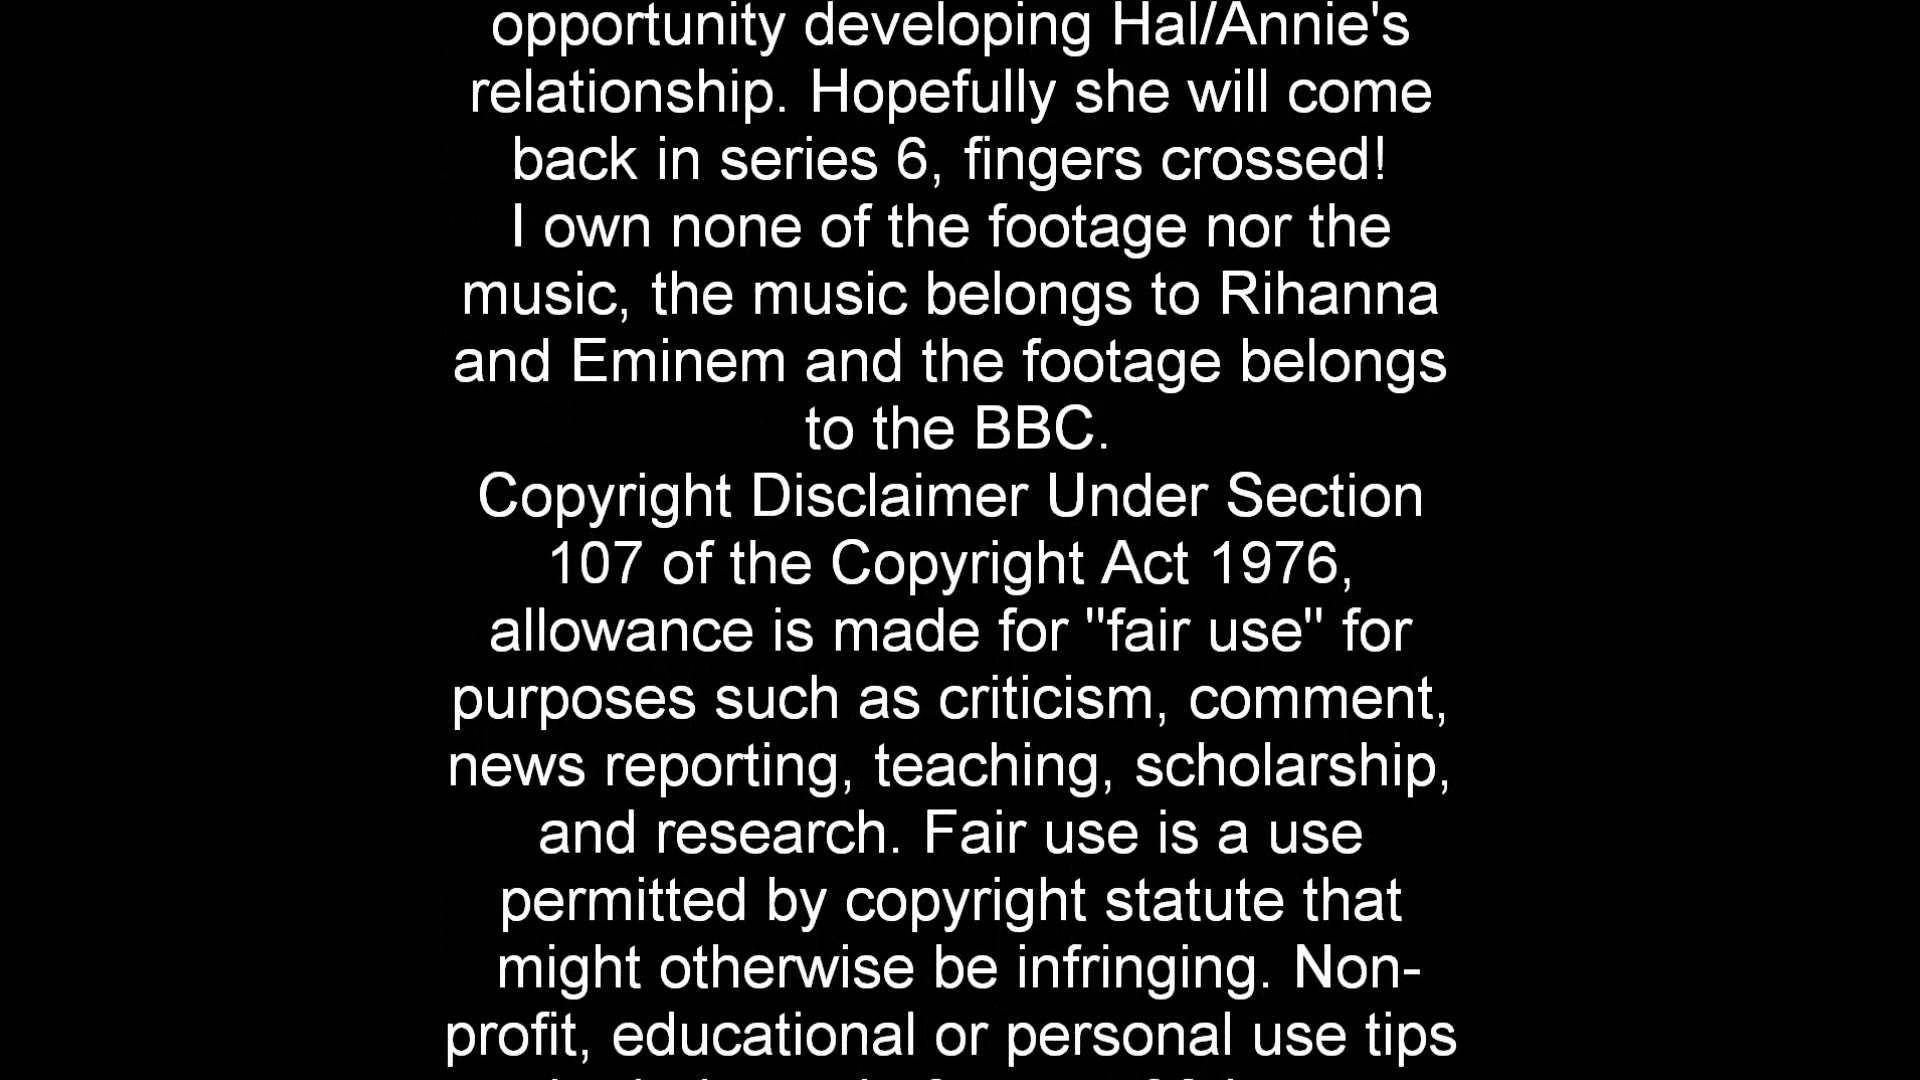 opportunity developing Hal/Annie's
relationship. Hopefully she will come
back in series 6, fingers crossed!
I own none of the footage nor the
music, the music belongs to Rihanna
and Eminem and the footage belongs
to the BBC.
Copyright Disclaimer Under Section
107 of the Copyright Act 1976,
allowance is made for "fair use" for
purposes such as criticism, comment,
news reporting, teaching, scholarship,
and research. Fair use is a use
permitted by copyright statute that
might otherwise be infringing. Non-
profit, educational or personal use tips